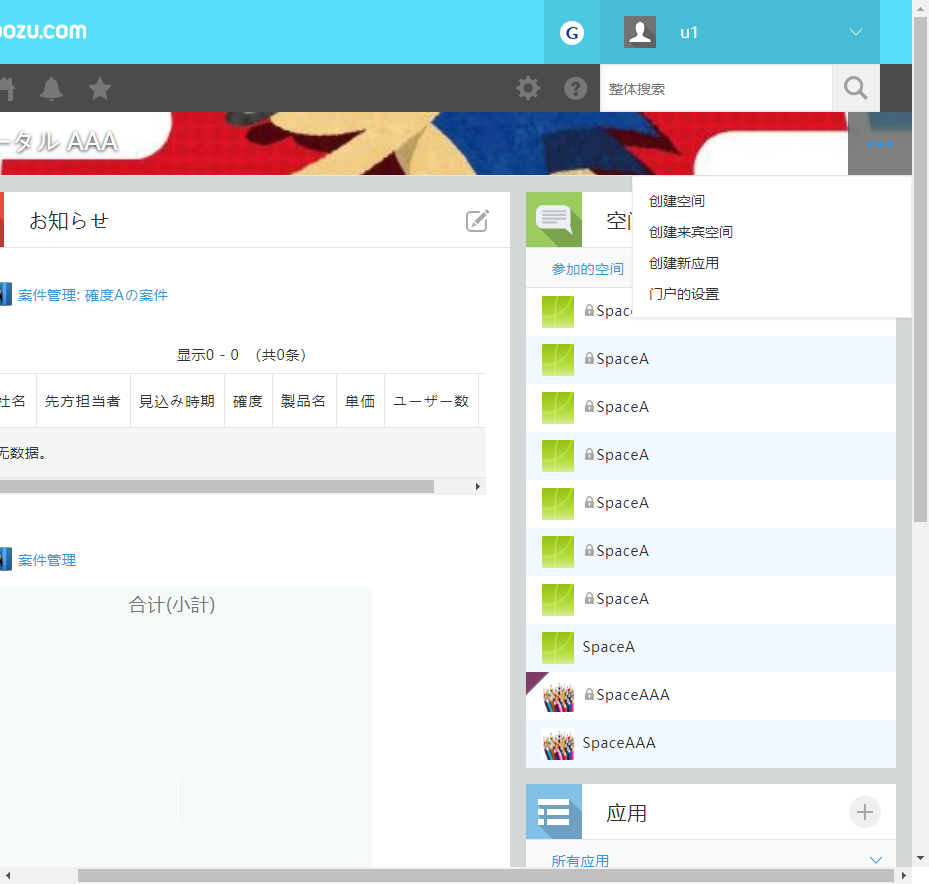 ozu.com
G
u1
整体搜索
ータル AAA
创建空间
创建来宾空间
创建新应用
门户的设置
お知らせ
案件管理: 確度Aの案件
显示0 - 0 (共0条)
社名 先方担当者 見込み時期 確度 製品名 単価 ユーザー数
无数据。
案件管理
合计(小計)
空
参加的空间
Space
SpaceA
SpaceA
SpaceA
SpaceA
SpaceA
SpaceA
SpaceA
SpaceAAA
SpaceAAA
应用
所有应用